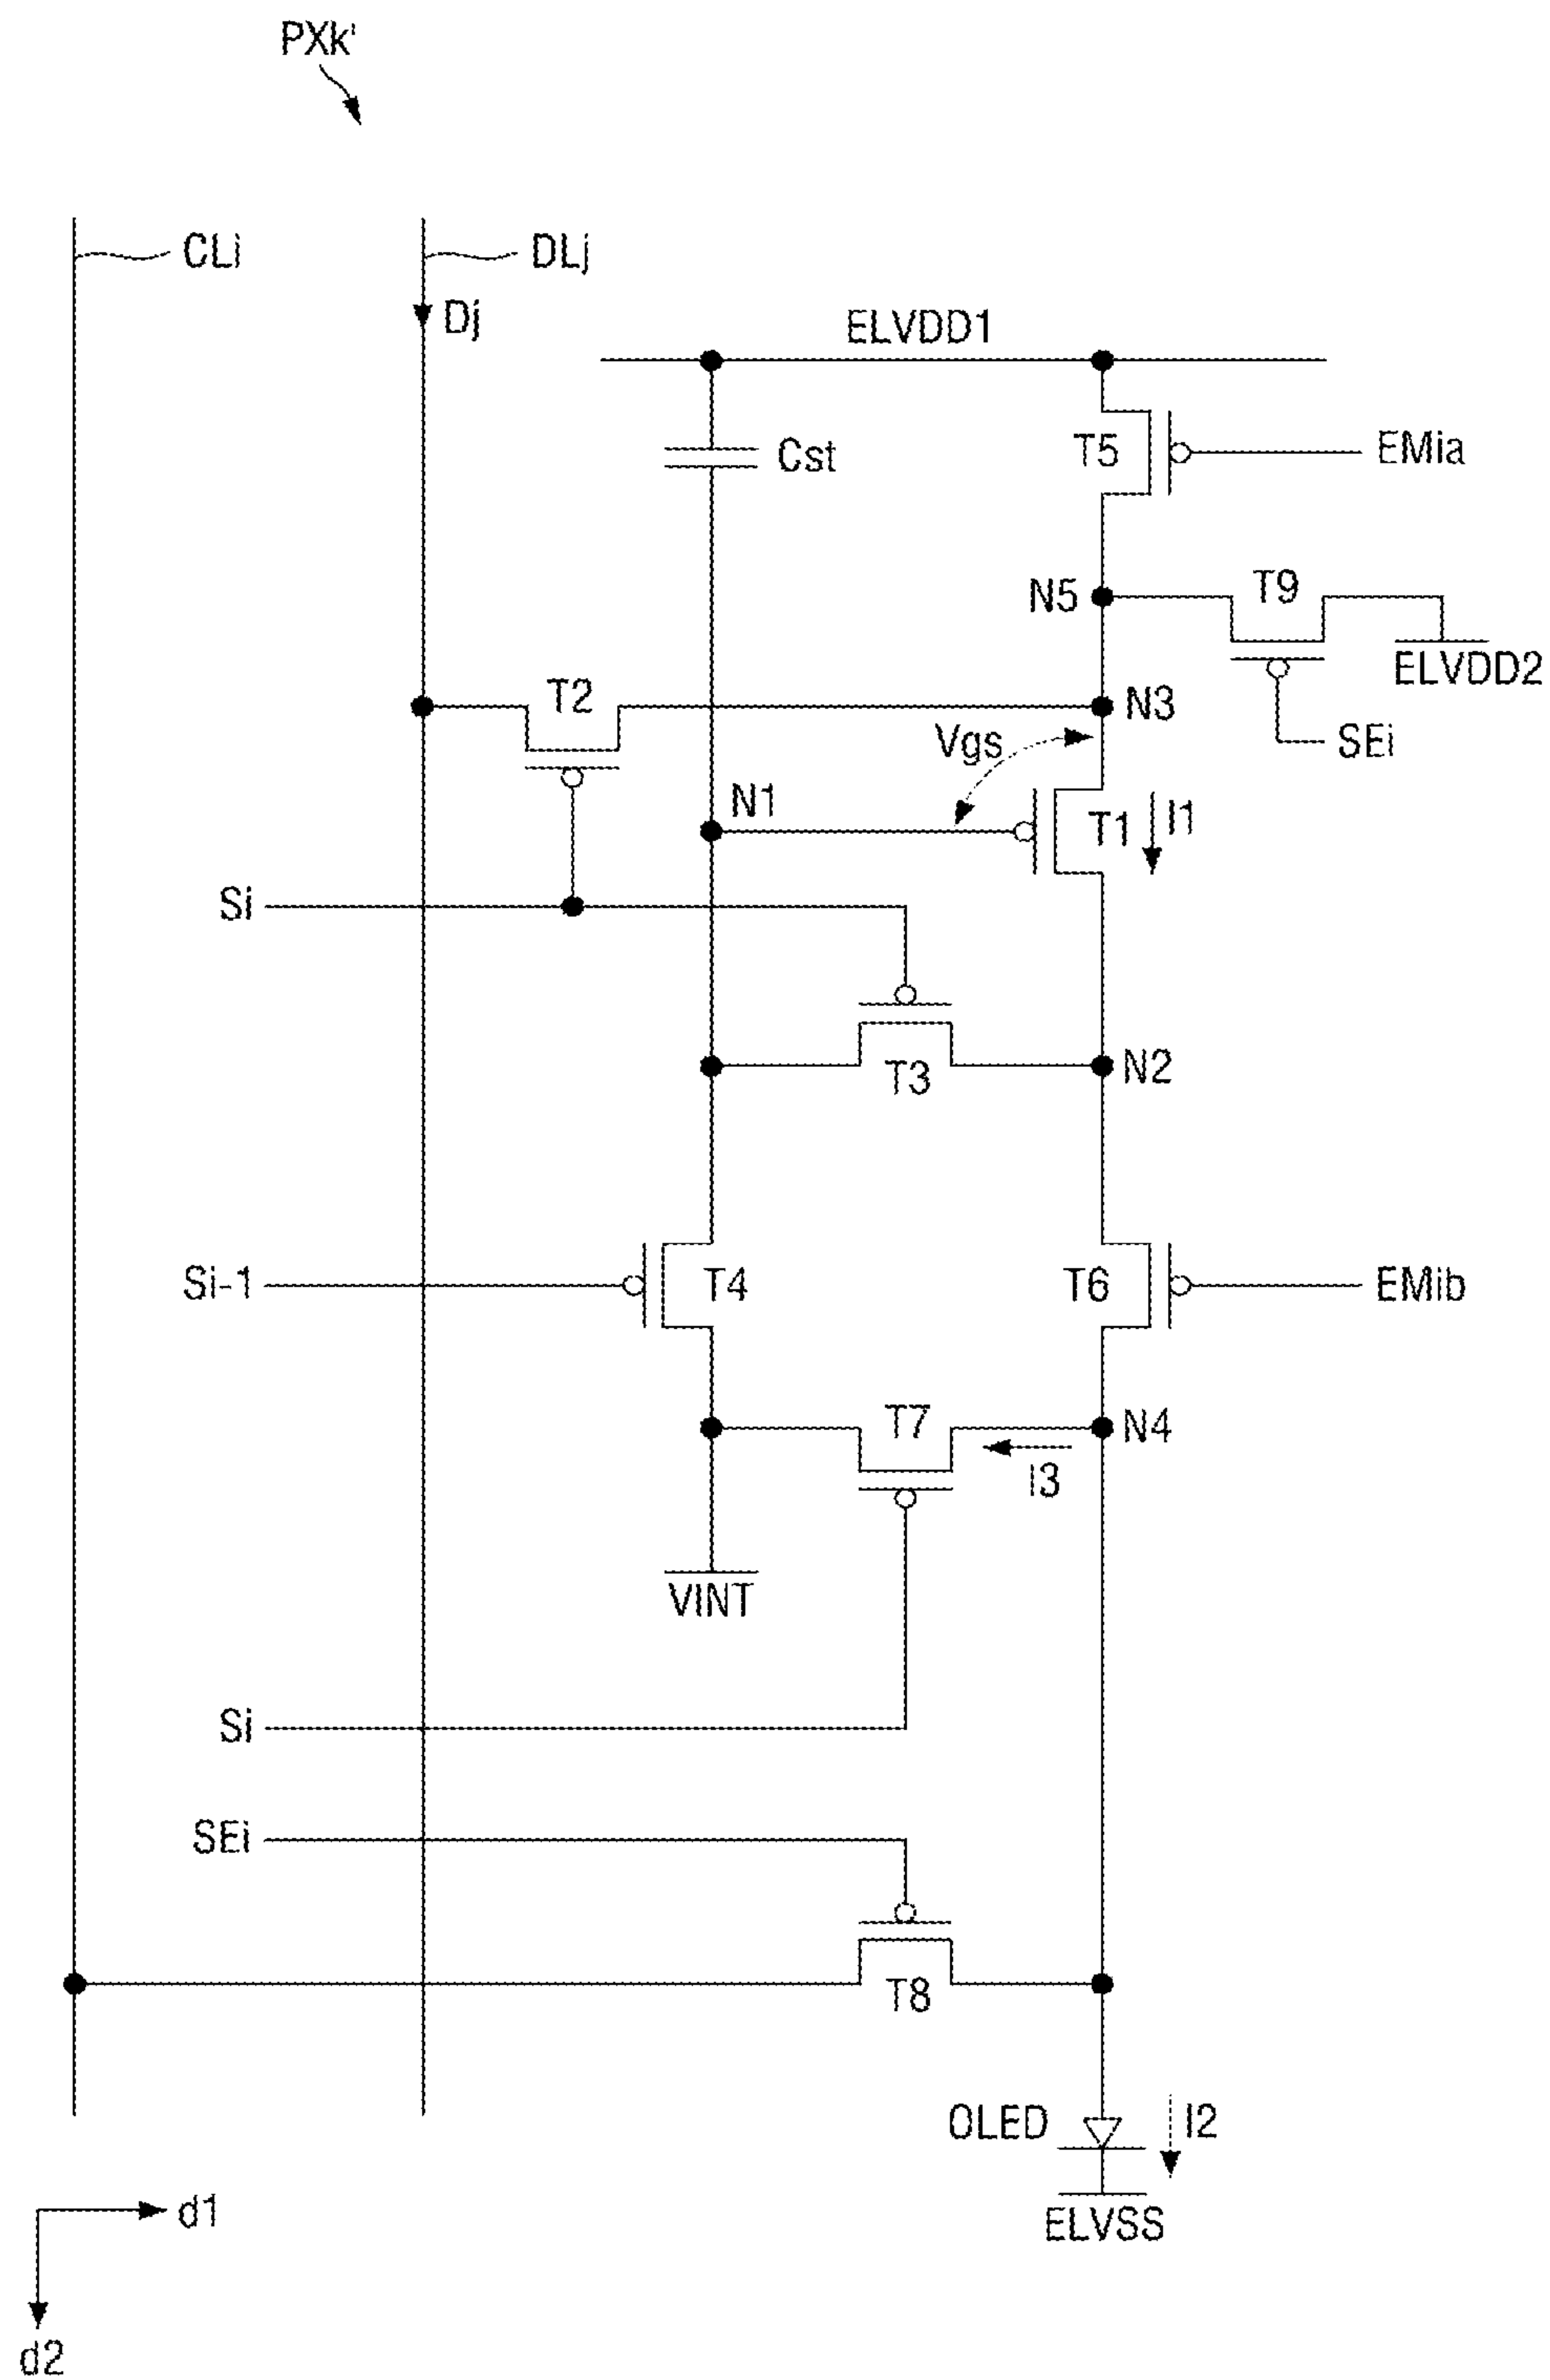 PXk'
CLj
DLj
Dj
ELVDD1
Cst
T5
EMia
N5
T9
ELVDD2
T2
N3
SEi
Vgs
N1
T1
I1
Si
T3
N2
Si-1
T4
T6
EMib
T7
N4
I3
VINT
Si
SEi
T8
OLED
I2
ELVSS
d1
d2